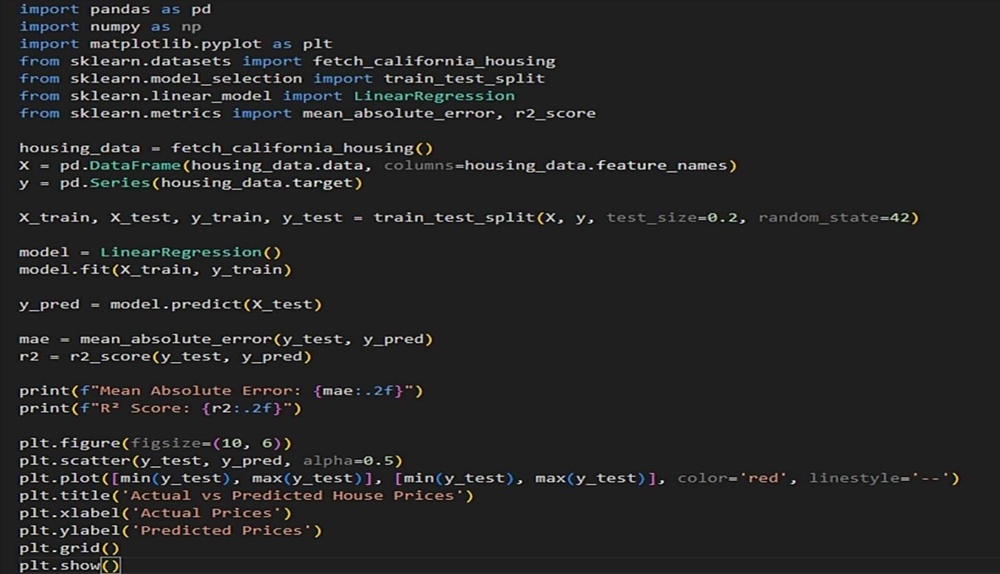 import pandas as pd
import numpy as np
import matplotlib.pyplot as plt
from sklearn.datasets import fetch_california_housing
from sklearn.model_selection import train_test_split
from sklearn.linear_model import LinearRegression
from sklearn.metrics import mean_absolute_error, r2_score
housing_data = fetch_california_housing()
X = pd.DataFrame(housing_data.data, columns=housing_data.feature_names)
y = pd.Series(housing_data.target)
X_train, X_test, y_train, y_test = train_test_split(X, y, test_size=0.2, random_state=42)
model = LinearRegression()
model.fit(X_train, y_train)
y_pred = model.predict(X_test)
mae = mean_absolute_error(y_test, y_pred)
r2 = r2_score(y_test, y_pred)
print(f"Mean Absolute Error: {mae:.2f}")
print(f"R² Score: {r2:.2f}")
plt.figure(figsize=(10, 6))
plt.scatter(y_test, y_pred, alpha=0.5)
plt.plot([min(y_test), max(y_test)], [min(y_test), max(y_test)], color='red', linestyle='--')
plt.title('Actual vs Predicted House Prices')
plt.xlabel('Actual Prices')
plt.ylabel('Predicted Prices')
plt.grid()
plt.show()